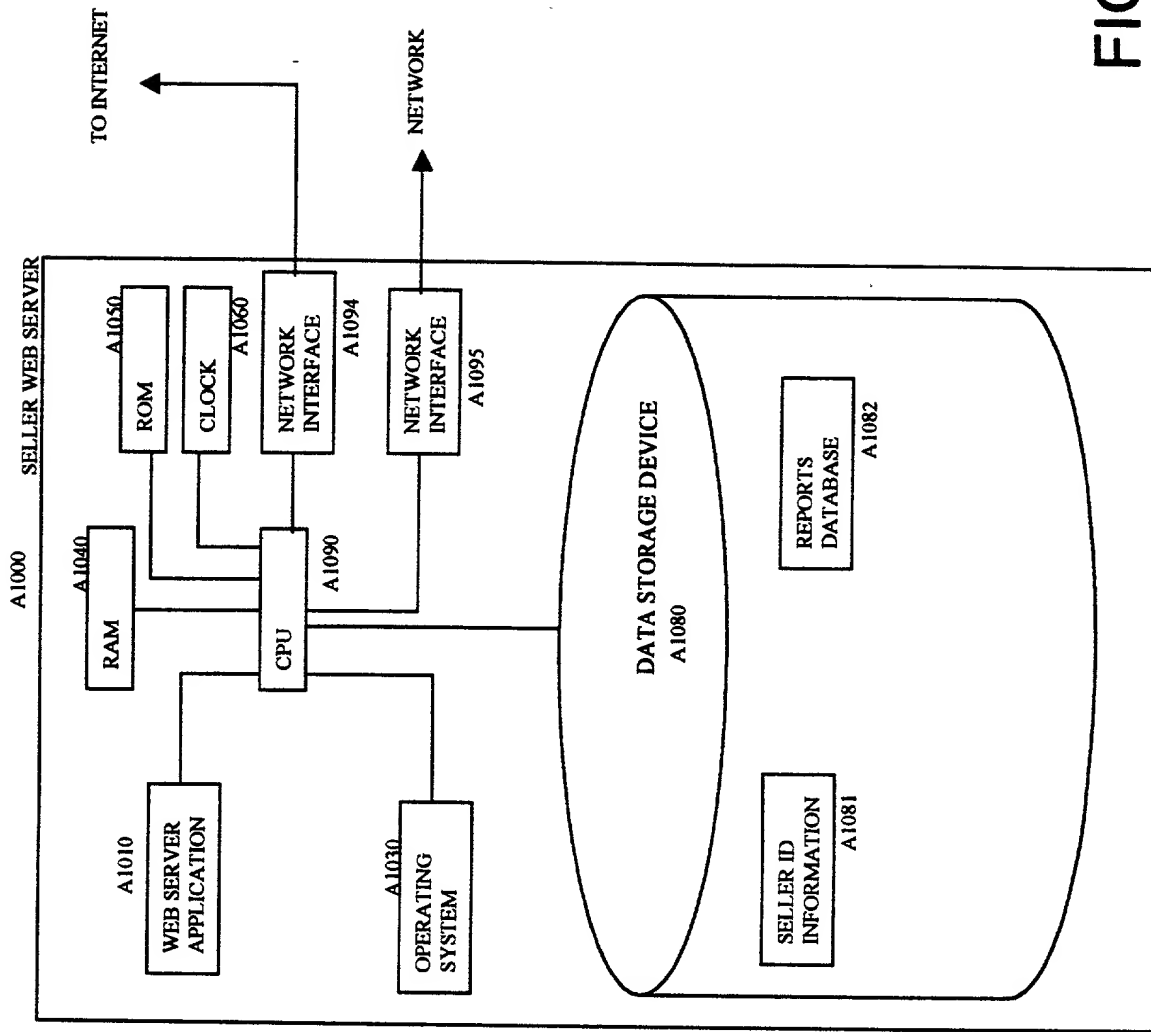 A1000
SELLER WEB SERVER
TO INTERNET
A1010
WEB SERVER
APPLICATION
A1040
RAM
A1050
ROM
CLOCK
A1060
CPU
A1090
NETWORK
INTERFACE
A1094
NETWORK
INTERFACE
A1095
NETWORK
A1030
OPERATING
SYSTEM
DATA STORAGE DEVICE
A1080
SELLER ID
INFORMATION
A1081
REPORTS
DATABASE
A1082